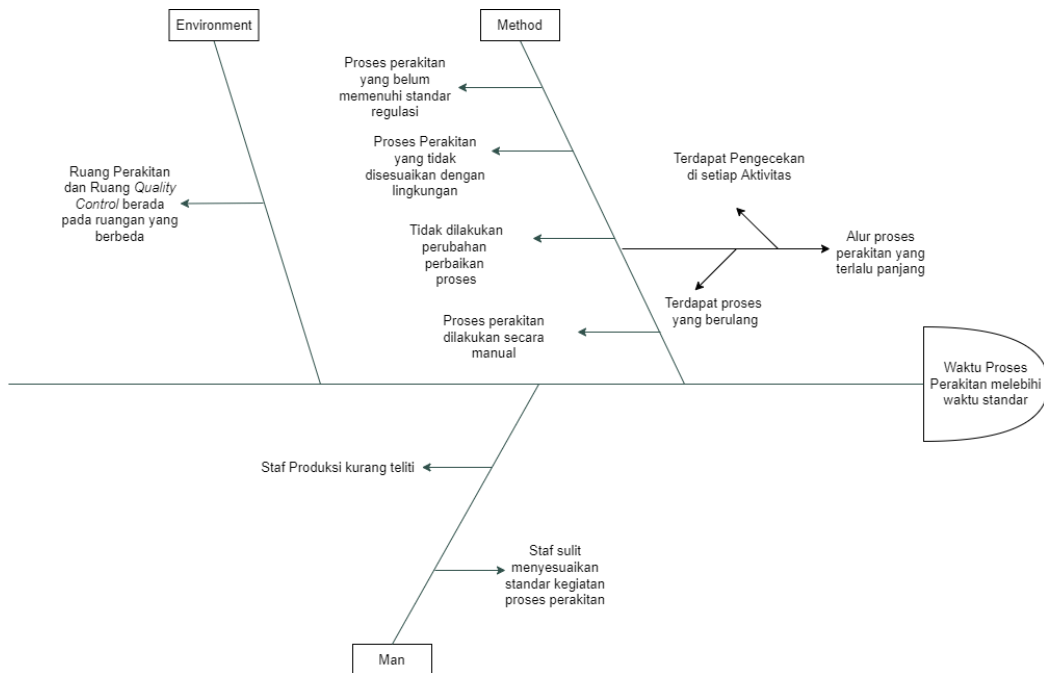 Environment
Method
Proses perakitan
yang belum
memenuhi standar
regulasi
Proses Perakitan
yang tidak
disesuaikan dengan
lingkungan
Terdapat Pengecekan
di setiap Aktivitas
Ruang Perakitan
dan Ruang Quality
Control berada
pada ruangan yang
berbeda
Tidak dilakukan
perubahan
perbaikan
proses
Alur proses
perakitan yang
terlalu panjang
Terdapat proses
yang berulang
Proses perakitan
dilakukan secara
manual
Waktu Proses
Perakitan melebihi
waktu standar
Staf Produksi kurang teliti
Staf sulit
menyesuaikan
standar kegiatan
proses perakitan
Man